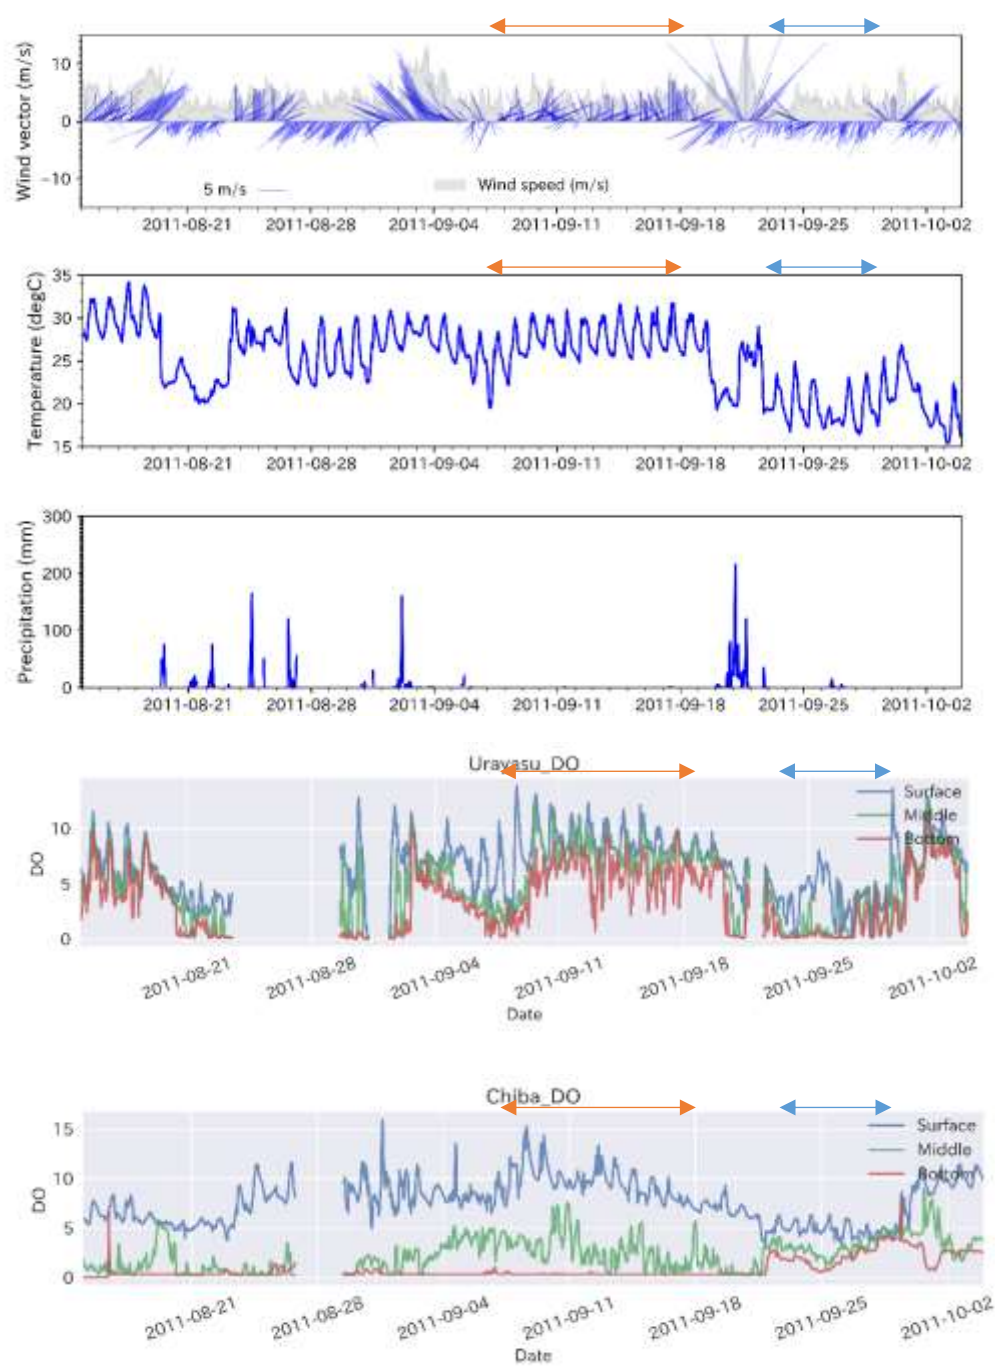 Wind vector (m/s)
10
0
−10
5 m/s
Wind speed (m/s)
2011-08-21 2011-08-28 2011-09-04 2011-09-11 2011-09-18 2011-09-25 2011-10-02
Temperature (degC)
35
30
25
20
15
2011-08-21 2011-08-28 2011-09-04 2011-09-11 2011-09-18 2011-09-25 2011-10-02
Precipitation (mm)
300
200
100
0
2011-08-21 2011-08-28 2011-09-04 2011-09-11 2011-09-18 2011-09-25 2011-10-02
Urayasu_DO
Surface
Middle
Bottom
DO
10
5
0
2011-08-21 2011-08-28 2011-09-04 2011-09-11 2011-09-18 2011-09-25 2011-10-02
Date
Chiba_DO
Surface
Middle
Bottom
DO
15
10
5
0
2011-08-21 2011-08-28 2011-09-04 2011-09-11 2011-09-18 2011-09-25 2011-10-02
Date